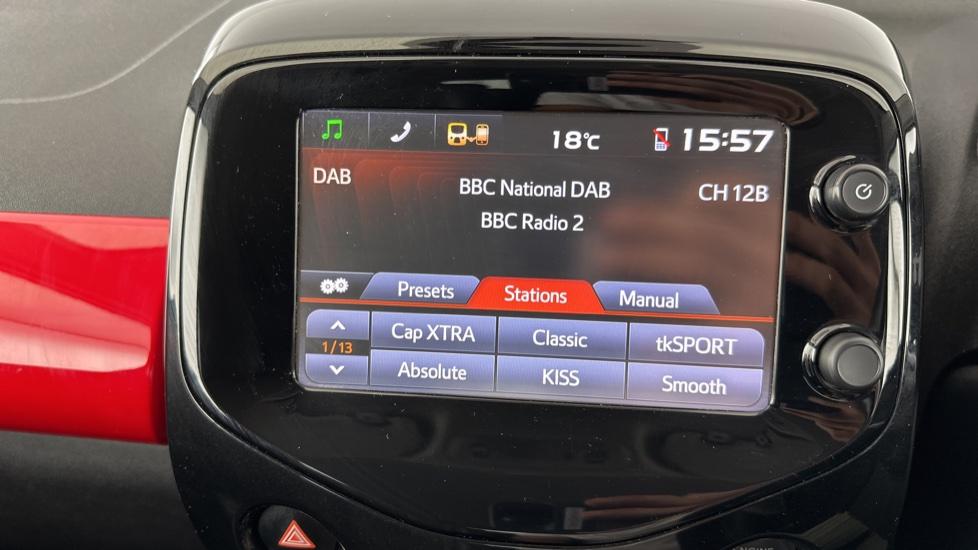 18°C 15:57
DAB BBC National DAB CH 12B
BBC Radio 2
Presets Stations Manual
Cap XTRA Classic tkSPORT
1/13
Absolute KISS Smooth
ENGINE